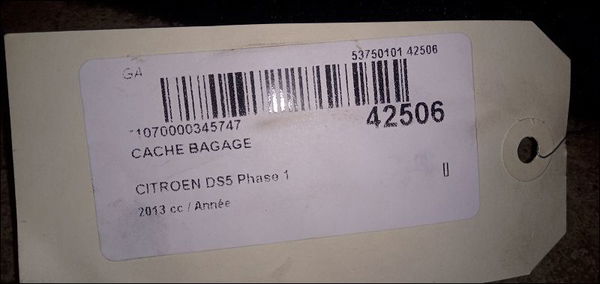 GA
53750101 42506
*1070000345747
42506
CACHE BAGAGE
CITROEN DS5 Phase 1
2013 cc / Année